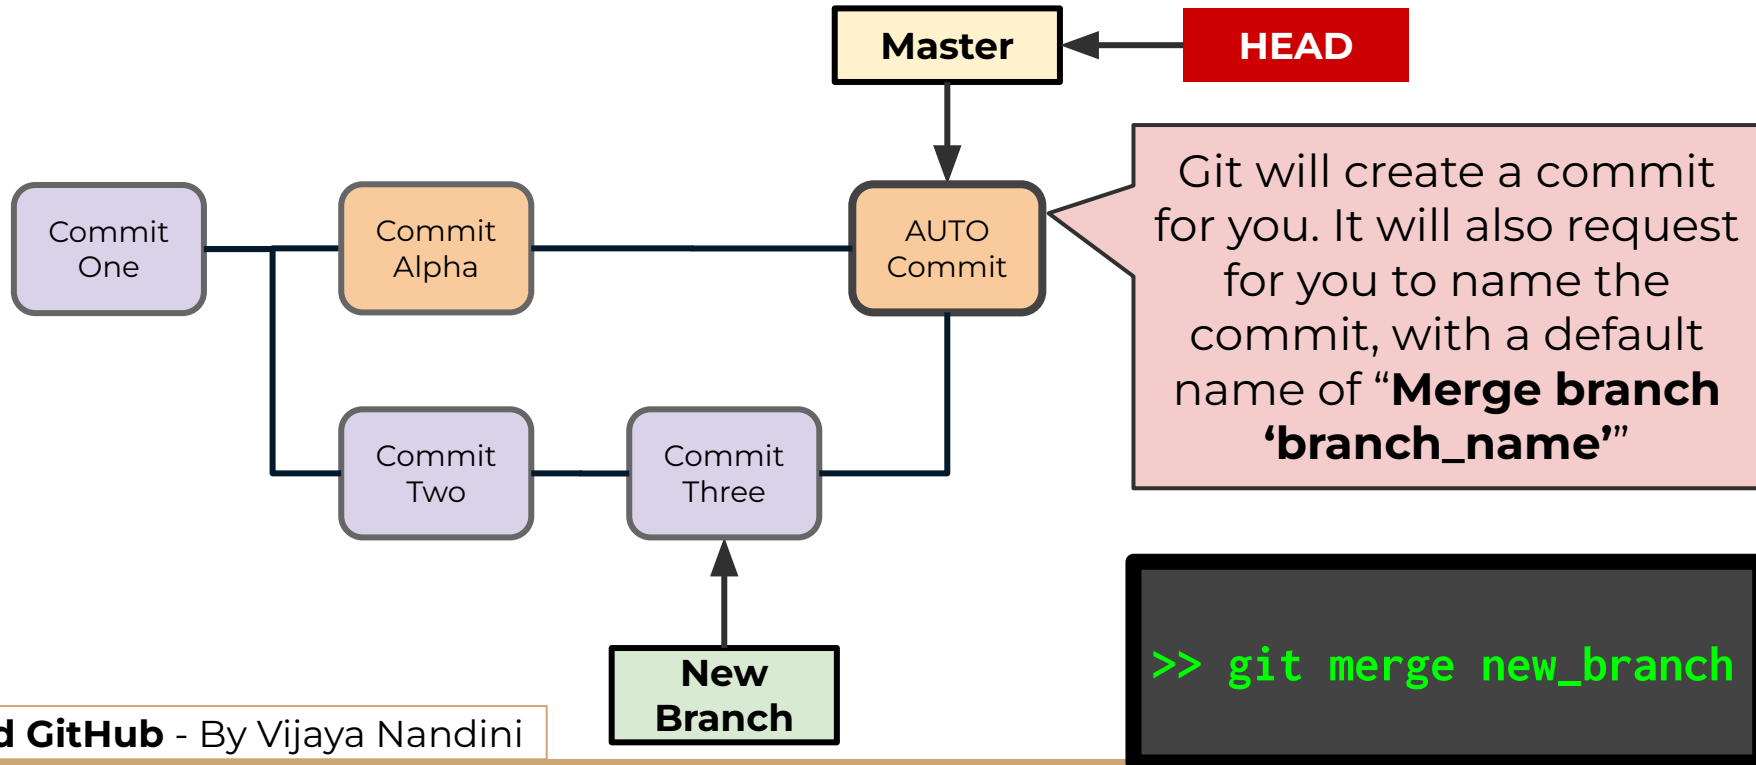 Master
HEAD
Commit
One
Commit
Alpha
AUTO
Commit
Git will create a commit
for you. It will also request
for you to name the
commit, with a default
name of “Merge branch
‘branch_name’”
Commit
Two
Commit
Three
New
Branch
>> git merge new_branch
d GitHub - By Vijaya Nandini